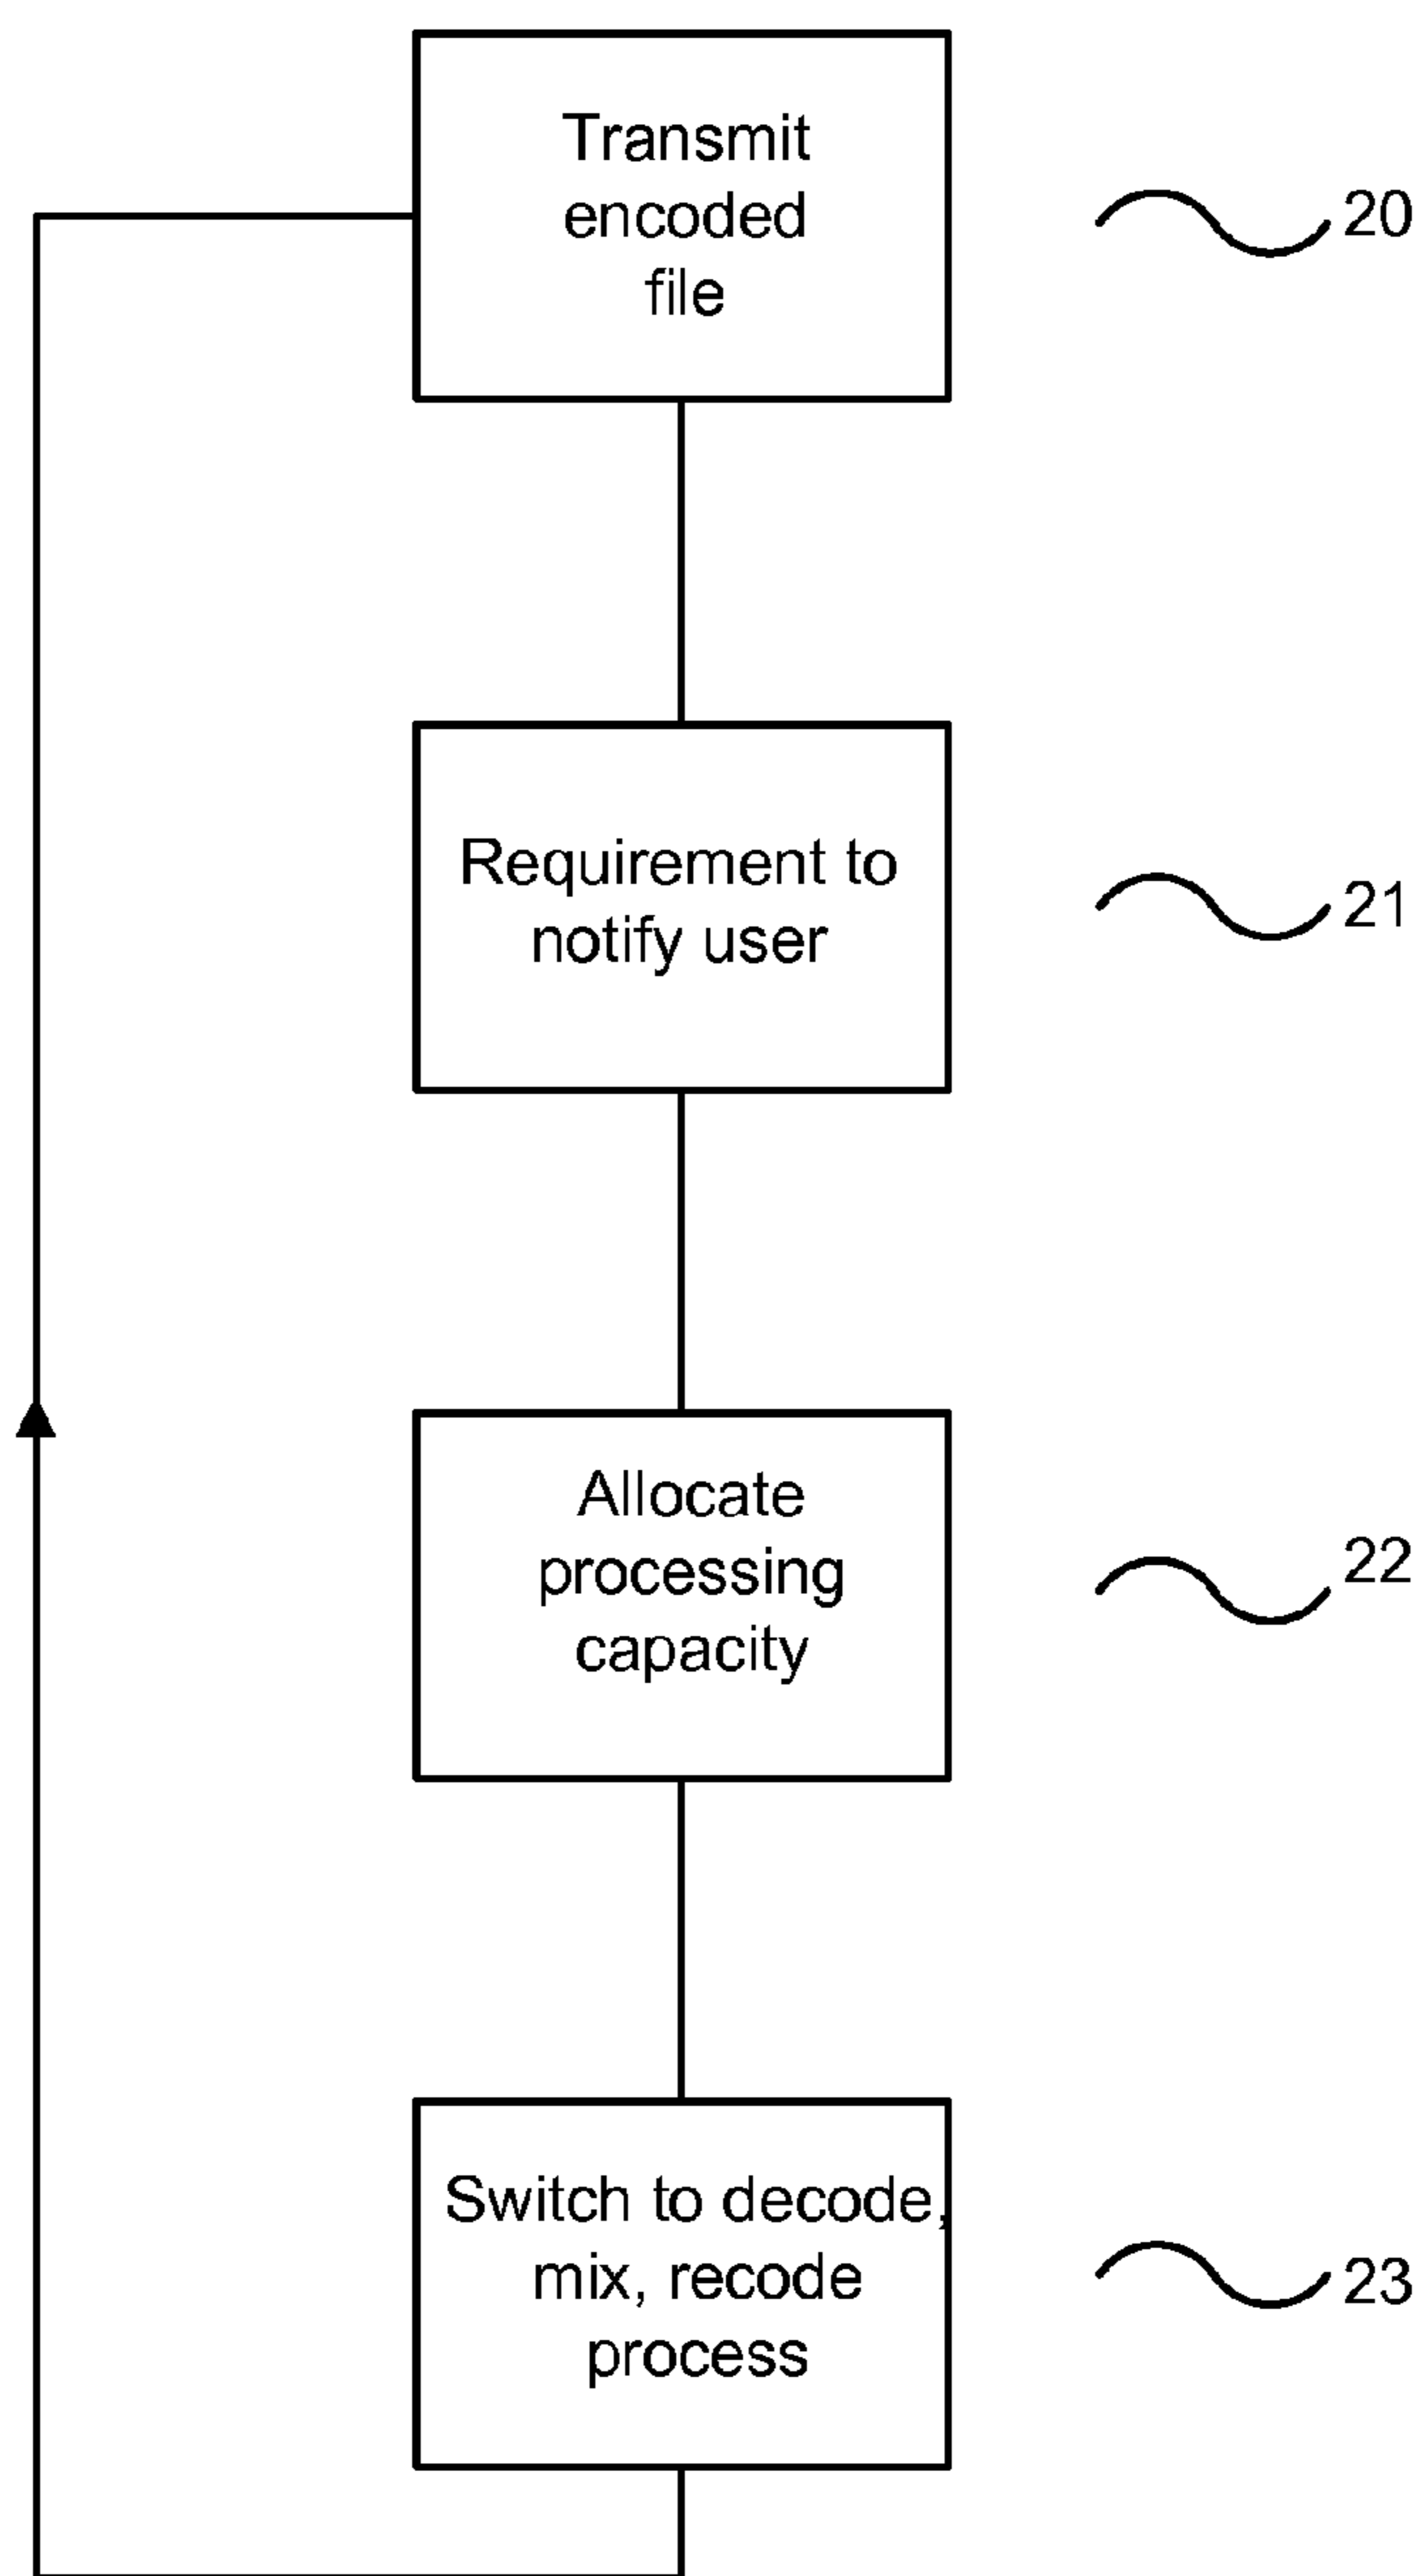 Transmit
encoded
file
20
Requirement to
notify user
21
Allocate
processing
capacity
22
Switch to decode,
mix, recode
process
23